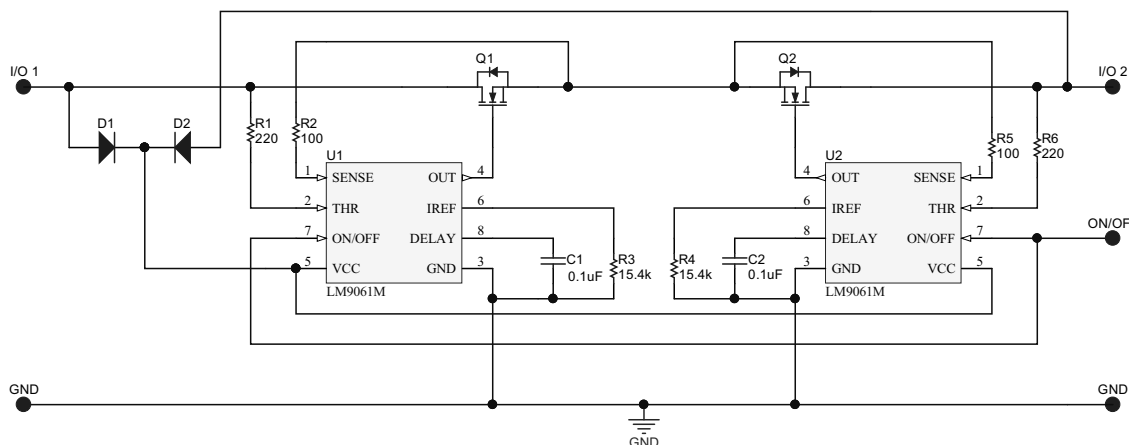 I/O 1
Q1
Q2
I/O 2
D1
D2
R1
220
R2
100
R5
100
R6
220
U1
1
SENSE
OUT
4
2
THR
IREF
6
7
ON/OFF
DELAY
8
5
VCC
GND
3
LM9061M
C1
0.1uF
R3
15.4k
U2
4
OUT
SENSE
1
6
IREF
THR
2
8
DELAY
ON/OFF
7
3
GND
VCC
5
LM9061M
R4
15.4k
C2
0.1uF
ON/OF
GND
GND
GND